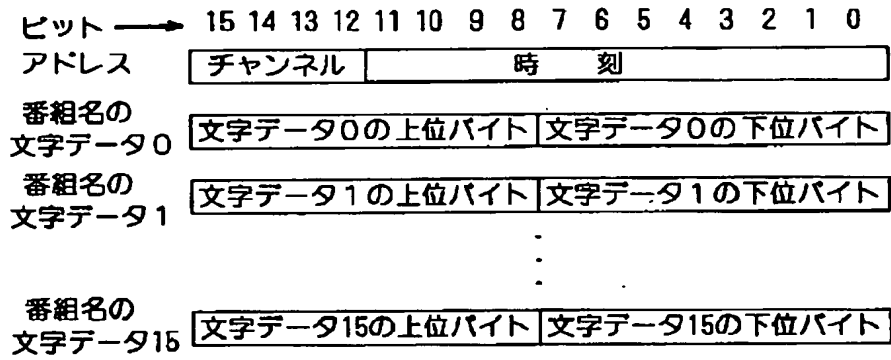 ビット → 15 14 13 12 11 10 9 8 7 6 5 4 3 2 1 0
アドレス チャンネル 時 刻
番組名の
文字データ0 文字データ0の上位バイト 文字データ0の下位バイト
番組名の
文字データ1 文字データ1の上位バイト 文字データ1の下位バイト
番組名の
文字データ15 文字データ15の上位バイト 文字データ15の下位バイト